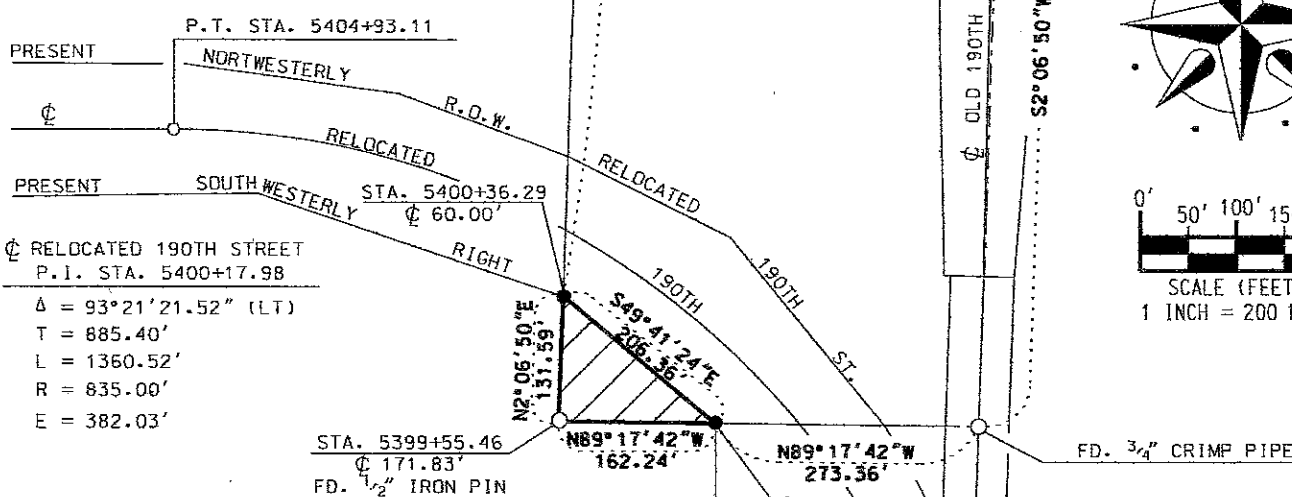 P.T. STA. 5404+93.11
PRESENT
NORTWESTERLY
R.O.W.
℄
RELOCATED
RELOCATED
PRESENT
SOUTHWESTERLY
STA. 5400+36.29
℄ 60.00'
RIGHT
190TH
190TH
ST.
℄ OLD 190TH
S2°06'50"W
℄ RELOCATED 190TH STREET
P.I. STA. 5400+17.98
Δ = 93°21'21.52" (LT)
T = 885.40'
L = 1360.52'
R = 835.00'
E = 382.03'
0' 50' 100' 15
SCALE (FEET
1 INCH = 200
N2°06'50"E
131.59'
S49°41'24"E
206.36'
STA. 5399+55.46
℄ 171.83'
FD. 1/2" IRON PIN
N89°17'42"W
162.24'
N89°17'42"W
273.36'
FD. 3/4" CRIMP PIPE